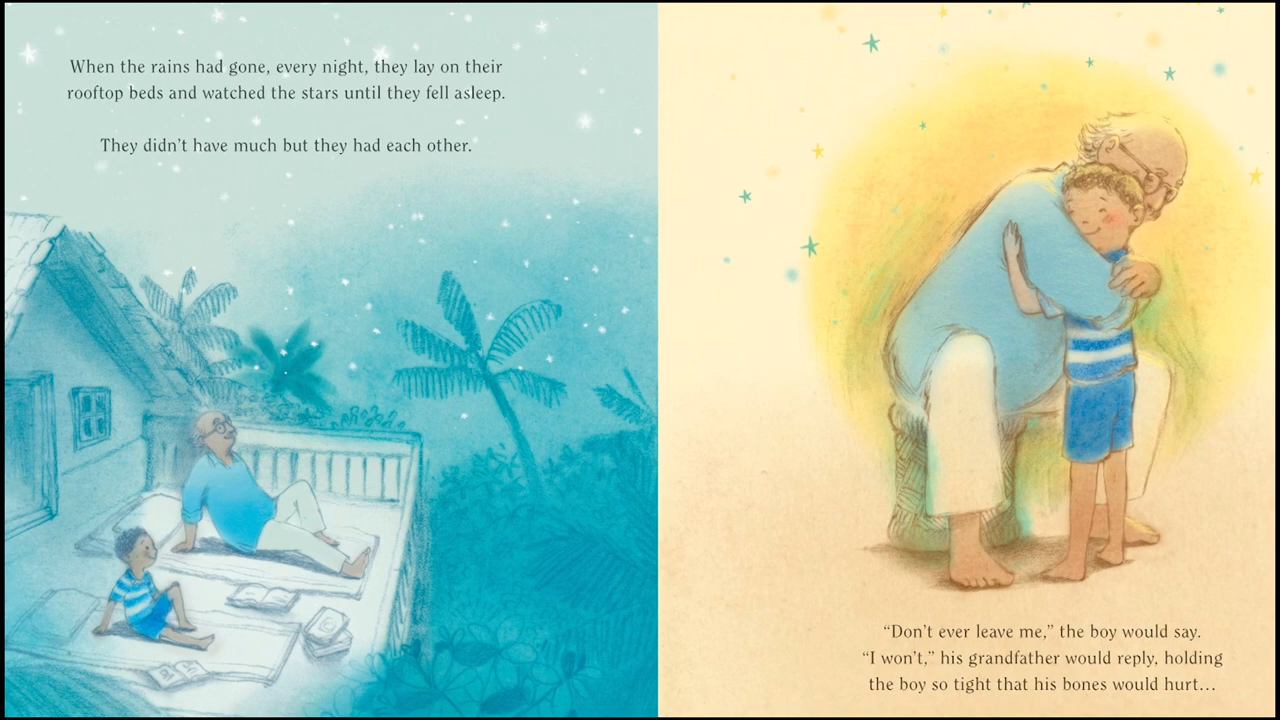 When the rains had gone, every night, they lay on their
rooftop beds and watched the stars until they fell asleep.
They didn’t have much but they had each other.
“Don’t ever leave me,” the boy would say.
“I won’t,” his grandfather would reply, holding
the boy so tight that his bones would hurt…